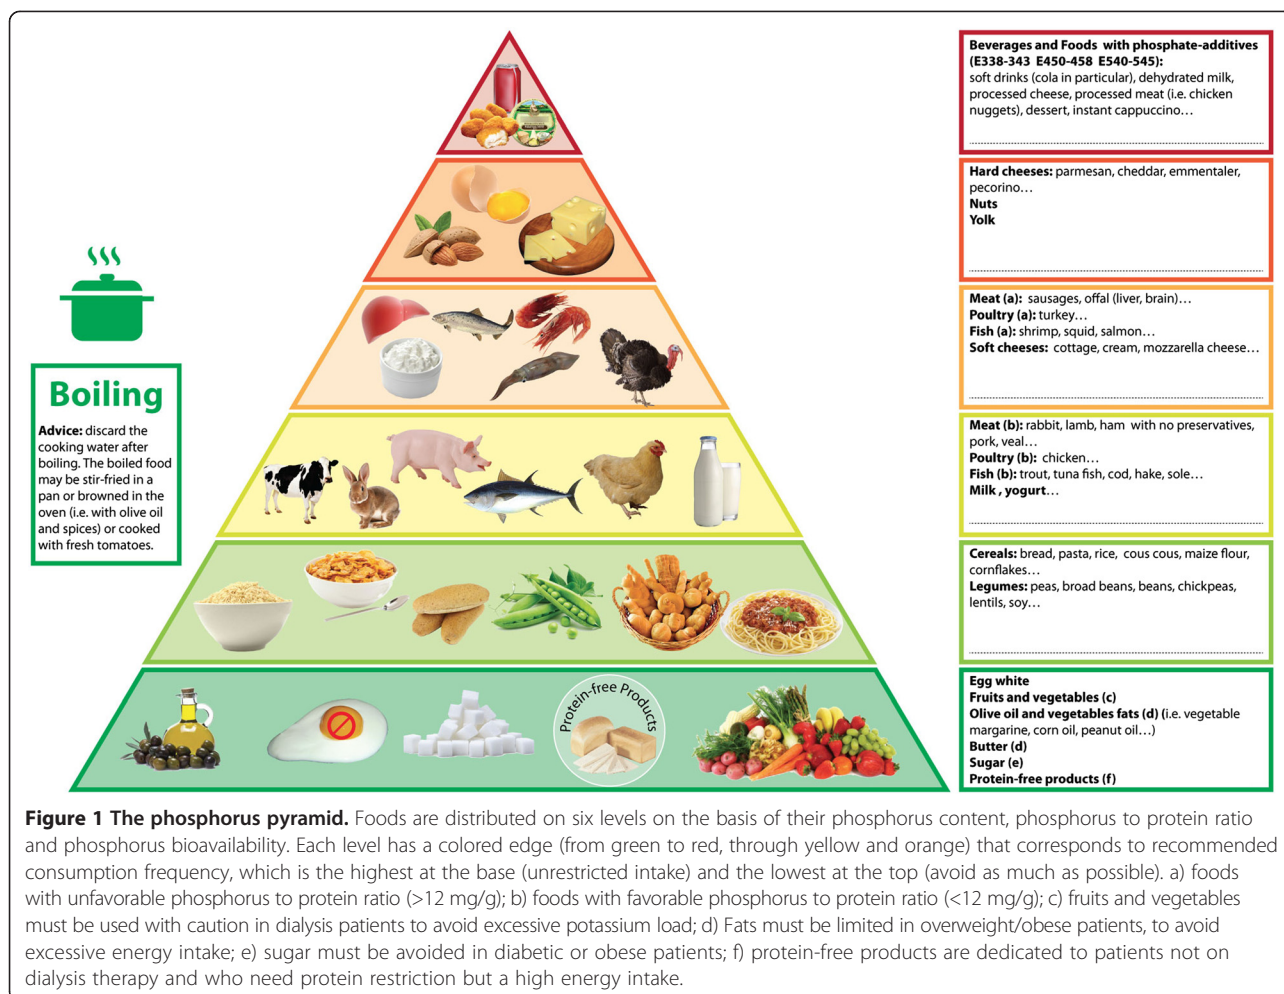 Beverages and Foods with phosphate-additives
(E338-343 E450-458 E540-545):
soft drinks (cola in particular), dehydrated milk,
processed cheese, processed meat (i.e. chicken
nuggets), dessert, instant cappuccino…
Hard cheeses: parmesan, cheddar, emmentaler,
pecorino…
Nuts
Yolk
Meat (a): sausages, offal (liver, brain)…
Poultry (a): turkey…
Fish (a): shrimp, squid, salmon…
Soft cheeses: cottage, cream, mozzarella cheese…
Boiling
Advice: discard the
cooking water after
boiling. The boiled food
may be stir-fried in a
pan or browned in the
oven (i.e. with olive oil
and spices) or cooked
with fresh tomatoes.
Meat (b): rabbit, lamb, ham with no preservatives,
pork, veal…
Poultry (b): chicken…
Fish (b): trout, tuna fish, cod, hake, sole…
Milk , yogurt…
Cereals: bread, pasta, rice, cous cous, maize flour,
cornflakes…
Legumes: peas, broad beans, beans, chickpeas,
lentils, soy…
Protein-free Products
Egg white
Fruits and vegetables (c)
Olive oil and vegetables fats (d) (i.e. vegetable
margarine, corn oil, peanut oil…)
Butter (d)
Sugar (e)
Protein-free products (f)
Figure 1 The phosphorus pyramid. Foods are distributed on six levels on the basis of their phosphorus content, phosphorus to protein ratio
and phosphorus bioavailability. Each level has a colored edge (from green to red, through yellow and orange) that corresponds to recommended
consumption frequency, which is the highest at the base (unrestricted intake) and the lowest at the top (avoid as much as possible). a) foods
with unfavorable phosphorus to protein ratio (>12 mg/g); b) foods with favorable phosphorus to protein ratio (<12 mg/g); c) fruits and vegetables
must be used with caution in dialysis patients to avoid excessive potassium load; d) Fats must be limited in overweight/obese patients, to avoid
excessive energy intake; e) sugar must be avoided in diabetic or obese patients; f) protein-free products are dedicated to patients not on
dialysis therapy and who need protein restriction but a high energy intake.